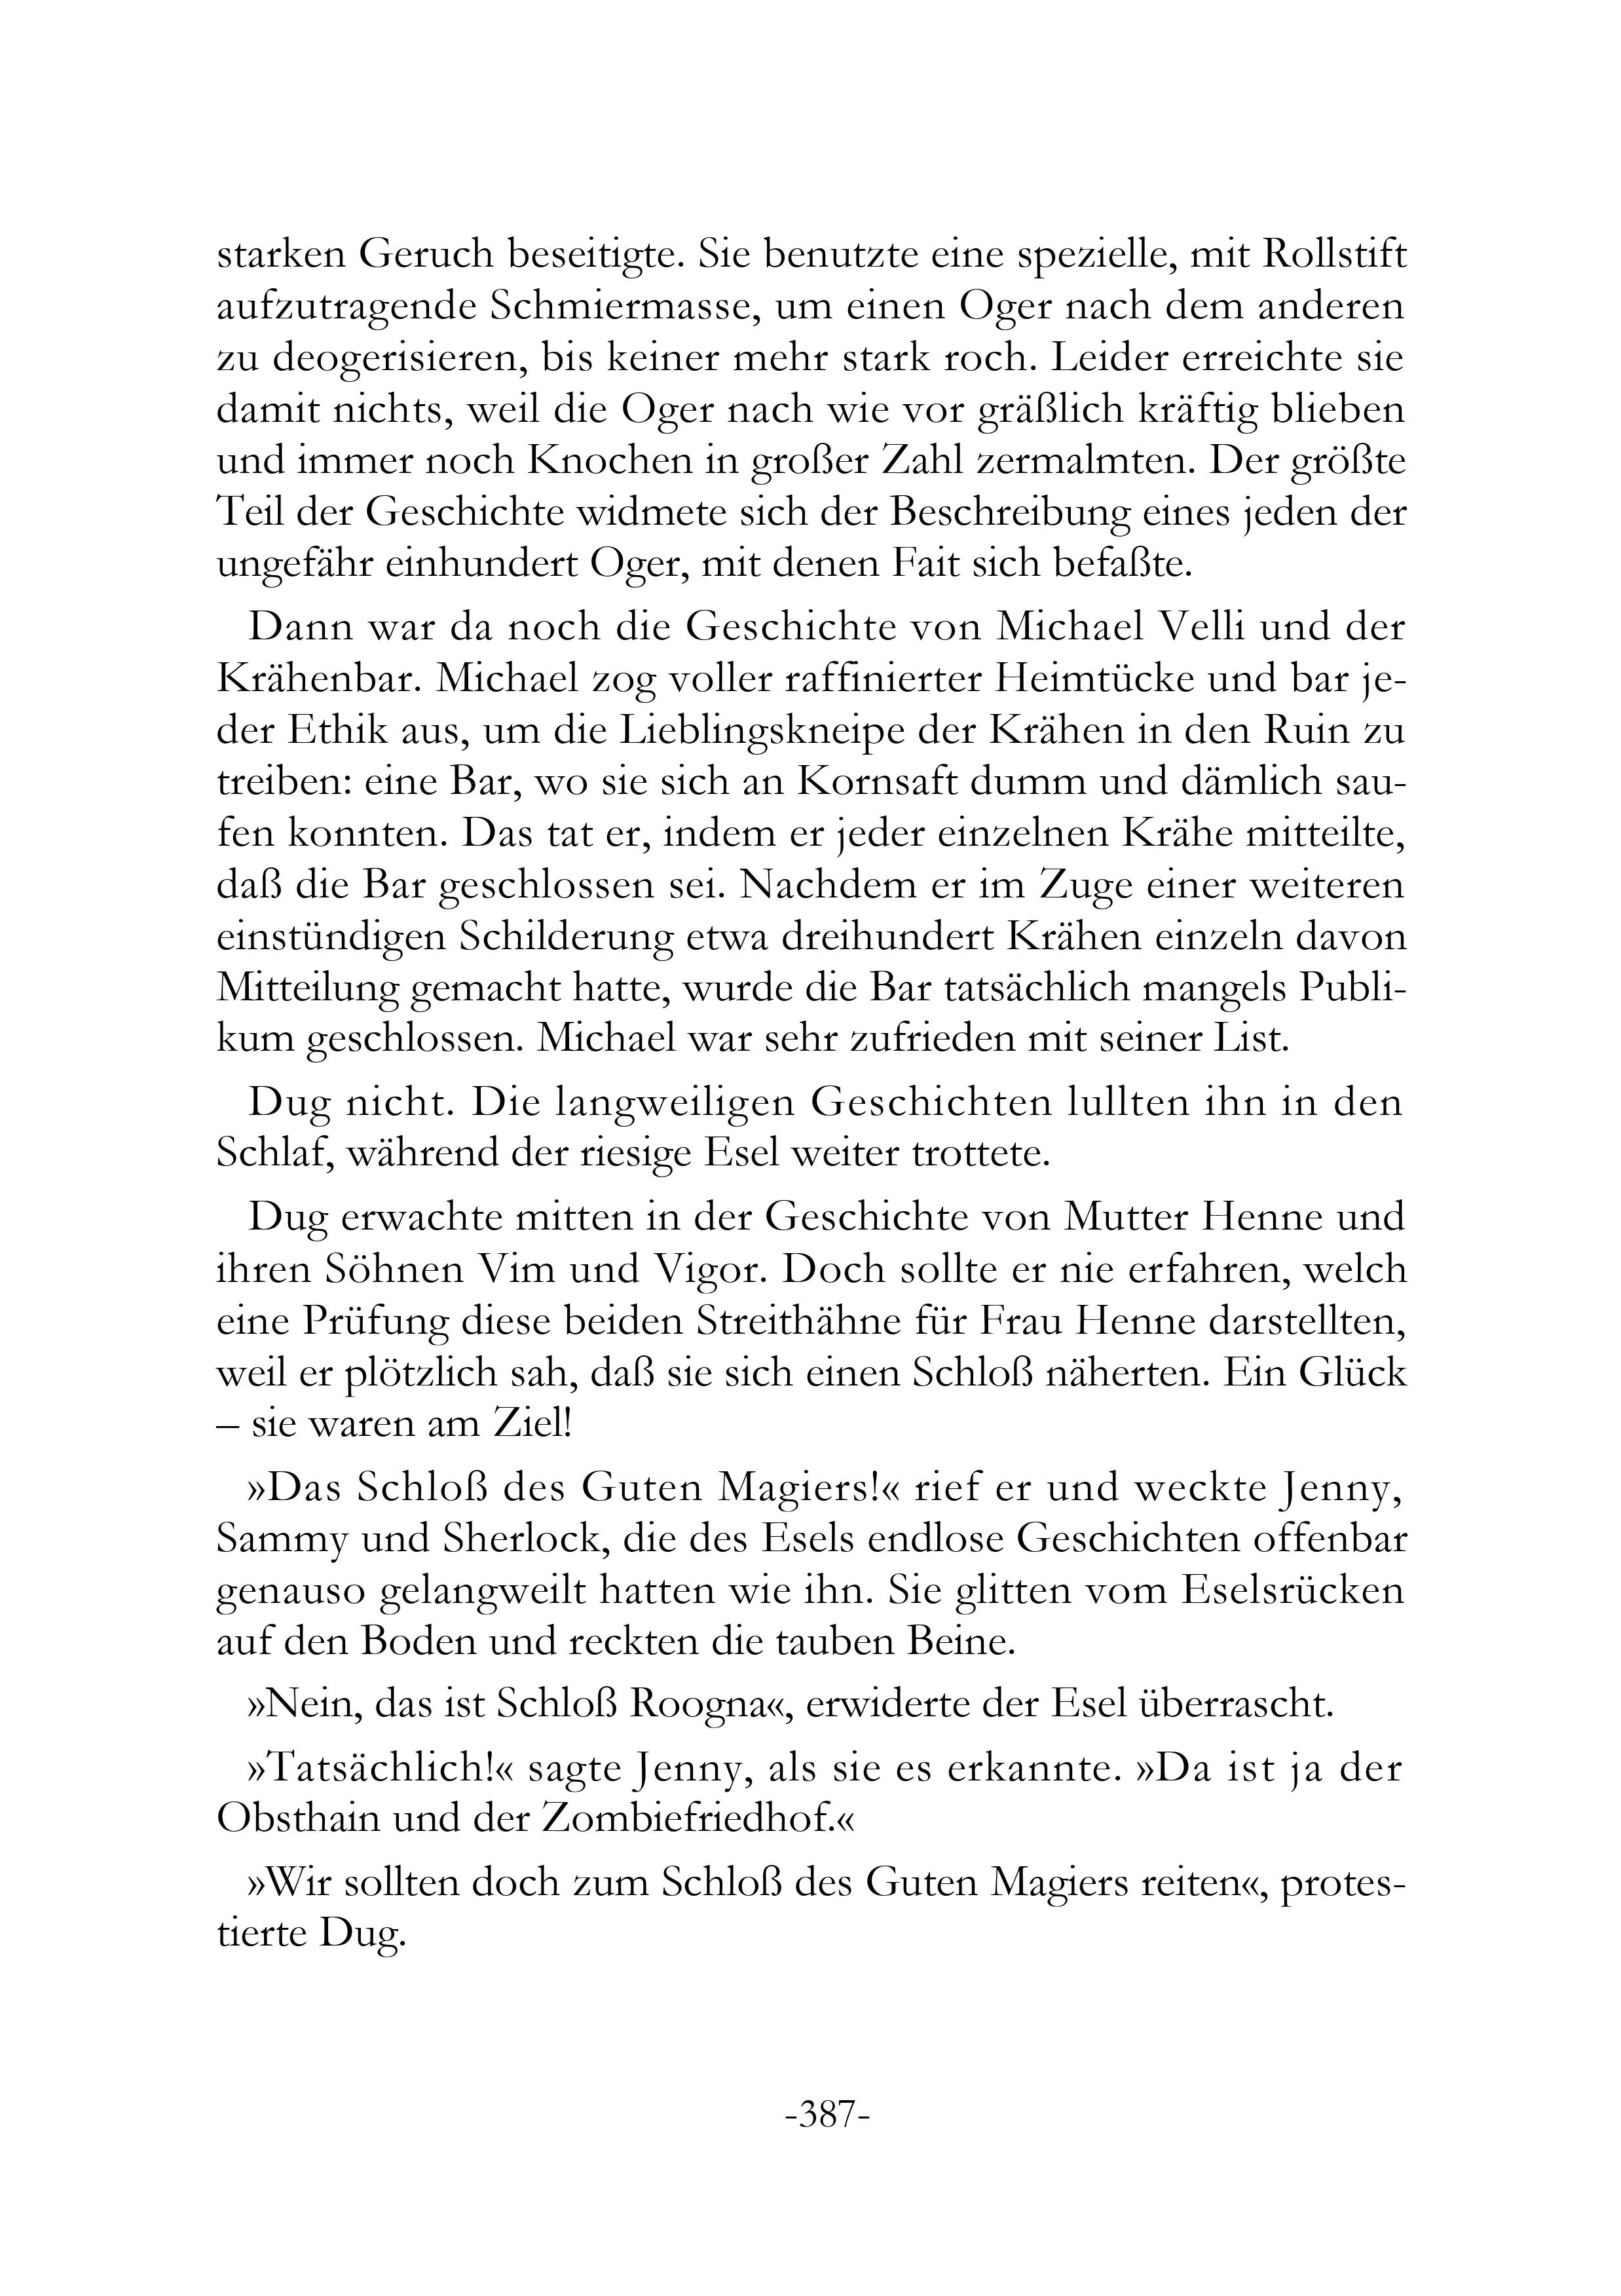 starken Geruch beseitigte. Sie benutzte eine spezielle, mit Rollstift
aufzutragende Schmiermasse, um einen Oger nach dem anderen
zu deogerisieren, bis keiner mehr stark roch. Leider erreichte sie
damit nichts, weil die Oger nach wie vor gräßlich kräftig blieben
und immer noch Knochen in großer Zahl zermalmten. Der größte
Teil der Geschichte widmete sich der Beschreibung eines jeden der
ungefähr einhundert Oger, mit denen Fait sich befaßte.
Dann war da noch die Geschichte von Michael Velli und der
Krähenbar. Michael zog voller raffinierter Heimtücke und bar je-
der Ethik aus, um die Lieblingskneipe der Krähen in den Ruin zu
treiben: eine Bar, wo sie sich an Kornsaft dumm und dämlich sau-
fen konnten. Das tat er, indem er jeder einzelnen Krähe mitteilte,
daß die Bar geschlossen sei. Nachdem er im Zuge einer weiteren
einstündigen Schilderung etwa dreihundert Krähen einzeln davon
Mitteilung gemacht hatte, wurde die Bar tatsächlich mangels Publi-
kum geschlossen. Michael war sehr zufrieden mit seiner List.
Dug nicht. Die langweiligen Geschichten lullten ihn in den
Schlaf, während der riesige Esel weiter trottete.
Dug erwachte mitten in der Geschichte von Mutter Henne und
ihren Söhnen Vim und Vigor. Doch sollte er nie erfahren, welch
eine Prüfung diese beiden Streithähne für Frau Henne darstellten,
weil er plötzlich sah, daß sie sich einen Schloß näherten. Ein Glück
– sie waren am Ziel!
»Das Schloß des Guten Magiers!« rief er und weckte Jenny,
Sammy und Sherlock, die des Esels endlose Geschichten offenbar
genauso gelangweilt hatten wie ihn. Sie glitten vom Eselsrücken
auf den Boden und reckten die tauben Beine.
»Nein, das ist Schloß Roogna«, erwiderte der Esel überrascht.
»Tatsächlich!« sagte Jenny, als sie es erkannte. »Da ist ja der
Obsthain und der Zombiefriedhof.«
»Wir sollten doch zum Schloß des Guten Magiers reiten«, protes-
tierte Dug.
-387-